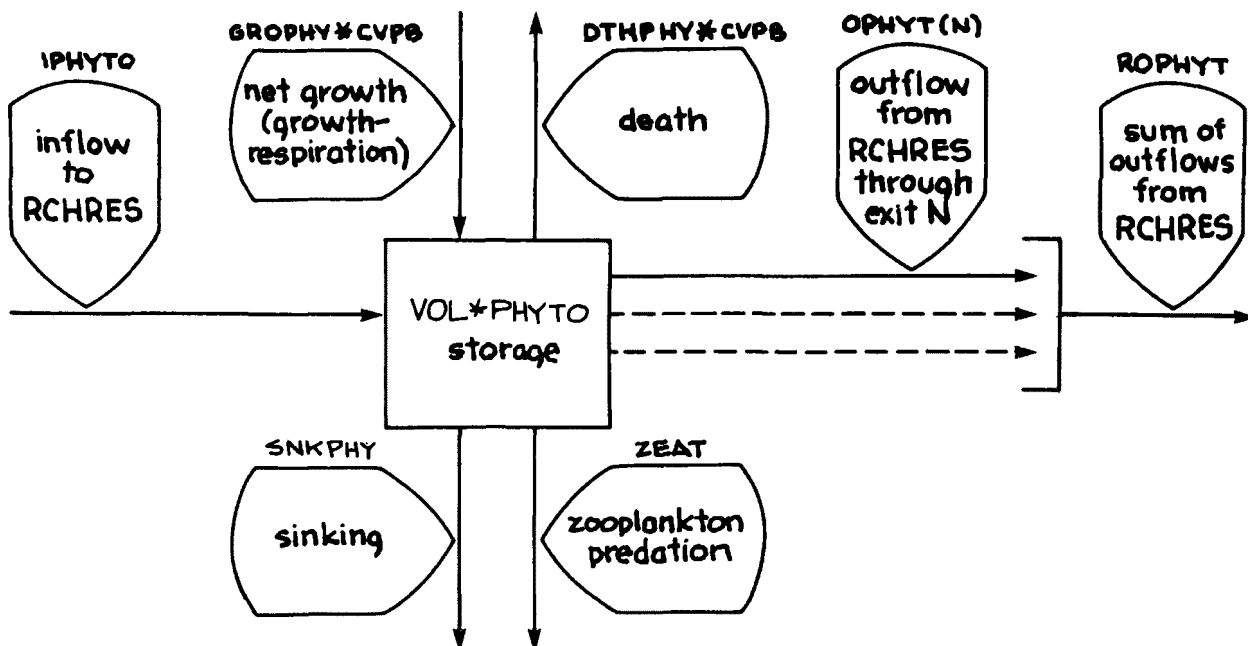 IPHYTO
inflow
to
RCHRES
GROPHY*CVPB
net growth
(growth-
respiration)
DTHPHY*CVPB
death
OPHYT(N)
outflow
from
RCHRES
through
exit N
ROPHYT
sum of
outflows
from
RCHRES
VOL*PHYTO
storage
SNKPHY
sinking
ZEAT
zooplankton
predation